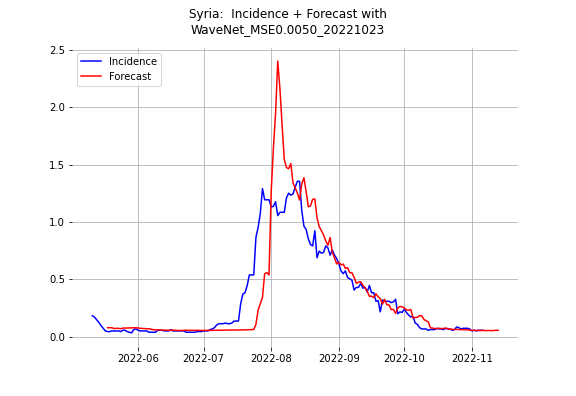 Syria:  Incidence + Forecast with
WaveNet_MSE0.0050_20221023
Incidence
Forecast
2.5
2.0
1.5
1.0
0.5
0.0
2022-06 2022-07 2022-08 2022-09 2022-10 2022-11